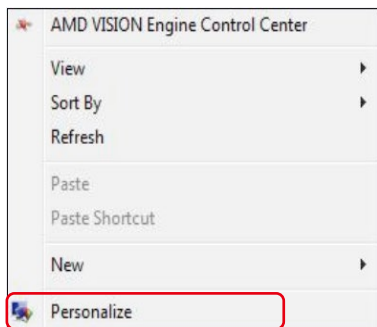 AMD VISION Engine Control Center
View
Sort By
Refresh
Paste
Paste Shortcut
New
Personalize